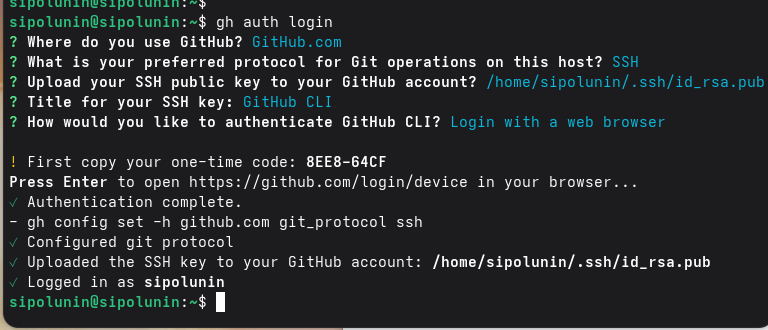 sipolunin@sipolunin:~$
sipolunin@sipolunin:~$ gh auth login
? Where do you use GitHub? GitHub.com
? What is your preferred protocol for Git operations on this host? SSH
? Upload your SSH public key to your GitHub account? /home/sipolunin/.ssh/id_rsa.pub
? Title for your SSH key: GitHub CLI
? How would you like to authenticate GitHub CLI? Login with a web browser
! First copy your one-time code: 8EE8-64CF
Press Enter to open https://github.com/login/device in your browser...
✓ Authentication complete.
- gh config set -h github.com git_protocol ssh
✓ Configured git protocol
✓ Uploaded the SSH key to your GitHub account: /home/sipolunin/.ssh/id_rsa.pub
✓ Logged in as sipolunin
sipolunin@sipolunin:~$